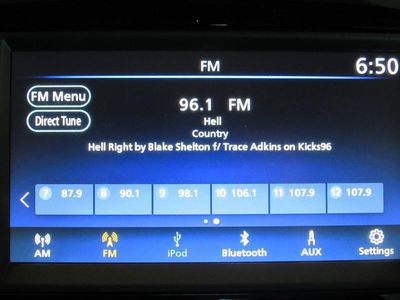 FM 6:50
FM Menu
96.1 FM
Direct Tune
Hell
Country
Hell Right by Blake Shelton f/ Trace Adkins on Kicks96
7 87.9 8 90.1 9 98.1 10 106.1 11 107.9 12 107.9
AM FM iPod Bluetooth AUX Settings